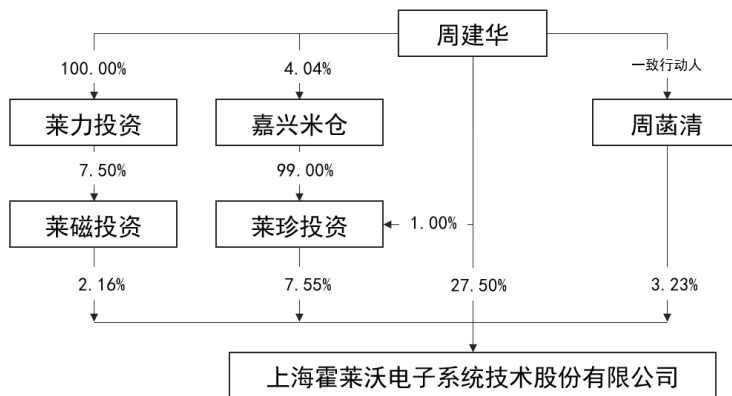 周建华
100.00%
4.04%
一致行动人
莱力投资
嘉兴米仓
周菡清
7.50%
99.00%
莱磁投资
莱珍投资
1.00%
2.16%
7.55%
27.50%
3.23%
上海霍莱沃电子系统技术股份有限公司